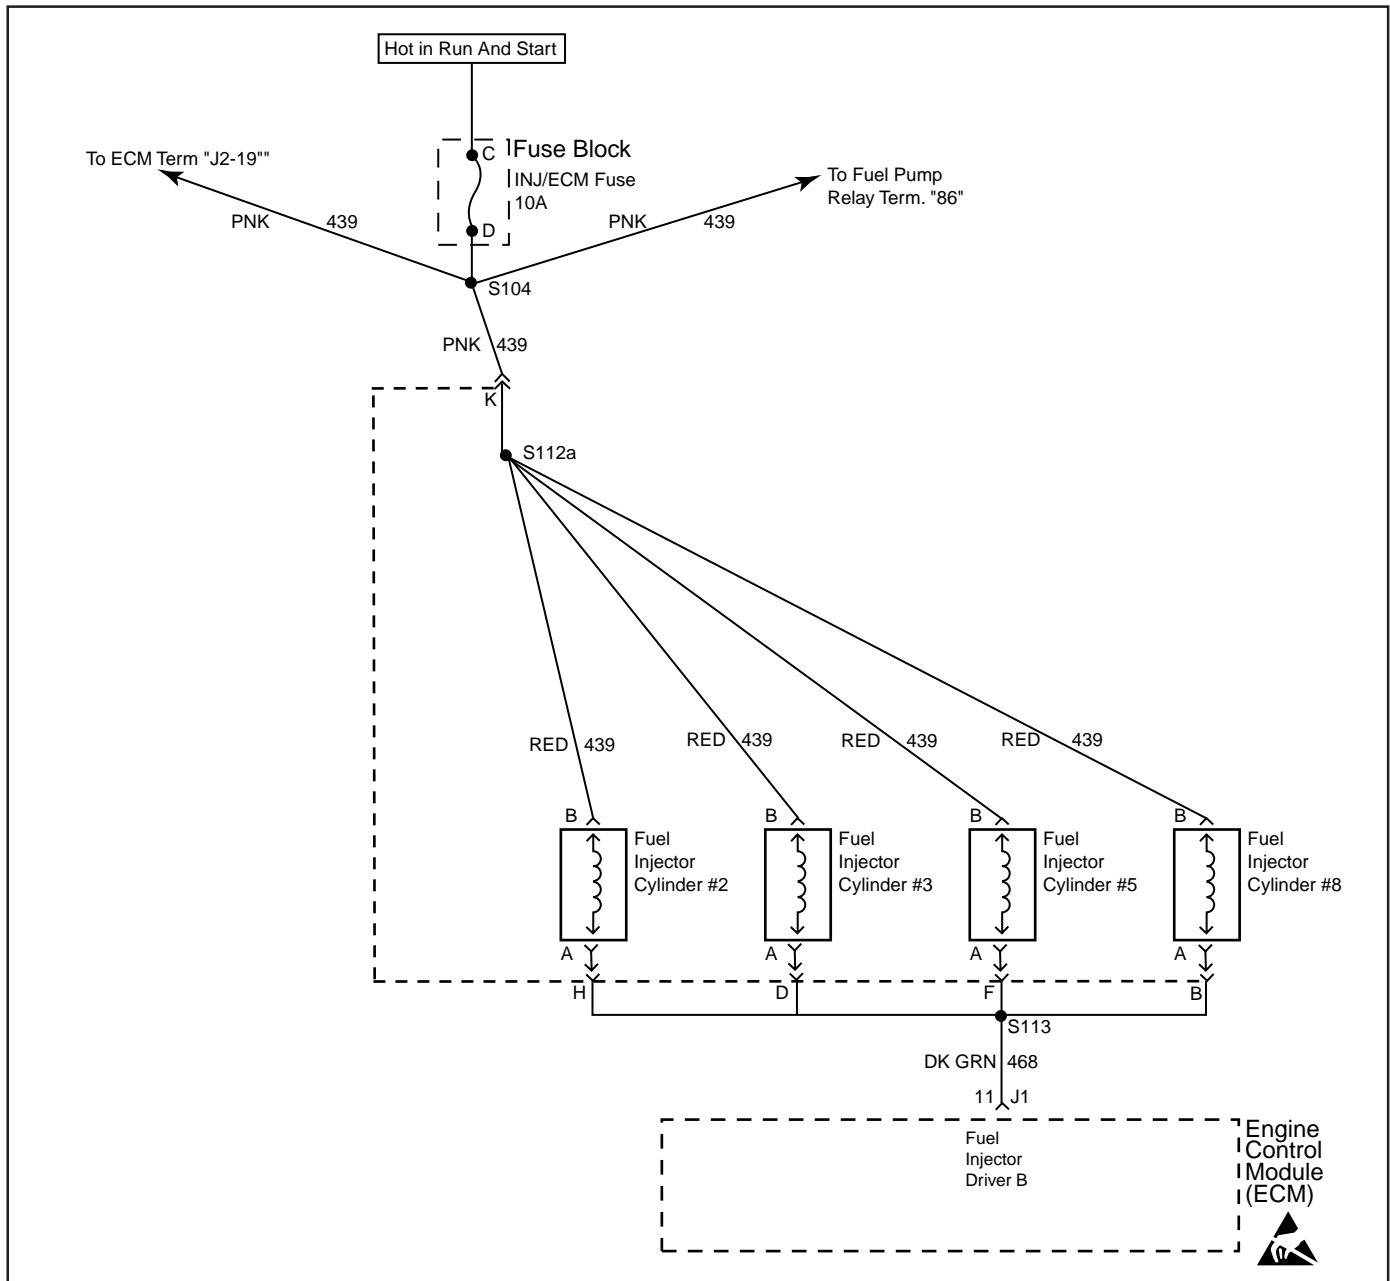 Hot in Run And Start
To ECM Term "J2-19""
C
Fuse Block
INJ/ECM Fuse
10A
D
To Fuel Pump
Relay Term. "86"
PNK 439
PNK 439
S104
PNK 439
K
S112a
RED 439
RED 439
RED 439
RED 439
B
Fuel
Injector
Cylinder #2
A
B
Fuel
Injector
Cylinder #3
A
B
Fuel
Injector
Cylinder #5
A
B
Fuel
Injector
Cylinder #8
A
H
D
F
B
S113
DK GRN 468
11 J1
Fuel
Injector
Driver B
Engine
Control
Module
(ECM)